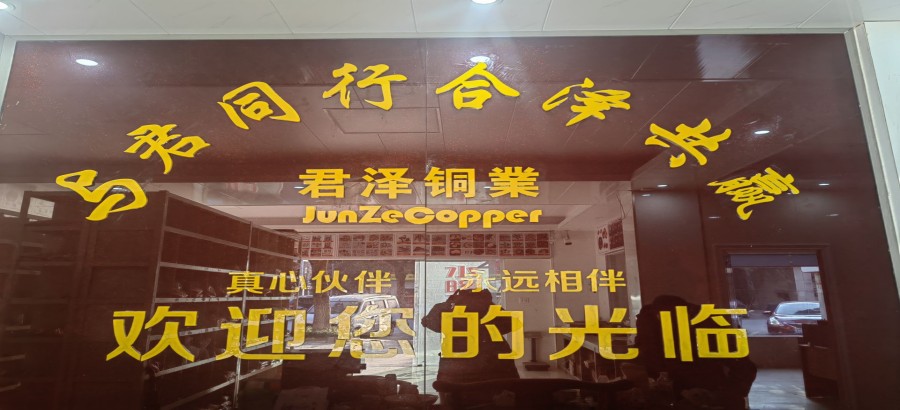 与君同行合泽共赢
君泽铜業
JunZeCopper
真心伙伴 永远相伴
欢迎您的光临